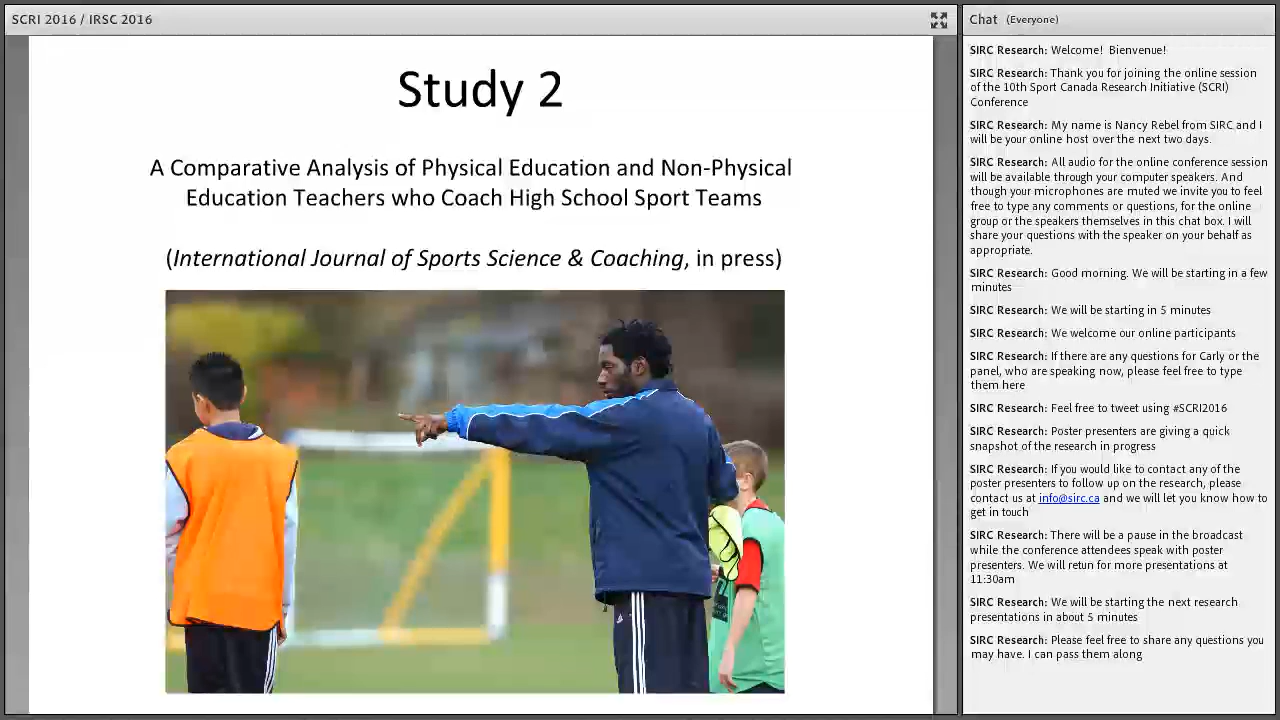 SCRI 2016 / IRSC 2016
Study 2
A Comparative Analysis of Physical Education and Non-Physical
Education Teachers who Coach High School Sport Teams
(International Journal of Sports Science & Coaching, in press)
Chat (Everyone)
SIRC Research: Welcome! Bienvenue!
SIRC Research: Thank you for joining the online session
of the 10th Sport Canada Research Initiative (SCRI)
Conference
SIRC Research: My name is Nancy Rebel from SIRC and I
will be your online host over the next two days.
SIRC Research: All audio for the online conference session
will be available through your computer speakers. And
though your microphones are muted we invite you to feel
free to type any comments or questions, for the online
group or the speakers themselves in this chat box. I will
share your questions with the speaker on your behalf as
appropriate.
SIRC Research: Good morning. We will be starting in a few
minutes
SIRC Research: We will be starting in 5 minutes
SIRC Research: We welcome our online participants
SIRC Research: If there are any questions for Carly or the
panel, who are speaking now, please feel free to type
them here
SIRC Research: Feel free to tweet using #SCRI2016
SIRC Research: Poster presenters are giving a quick
snapshot of the research in progress
SIRC Research: If you would like to contact any of the
poster presenters to follow up on the research, please
contact us at info@sirc.ca and we will let you know how to
get in touch
SIRC Research: There will be a pause in the broadcast
while the conference attendees speak with poster
presenters. We will retun for more presentations at
11:30am
SIRC Research: We will be starting the next research
presentations in about 5 minutes
SIRC Research: Please feel free to share any questions you
may have. I can pass them along